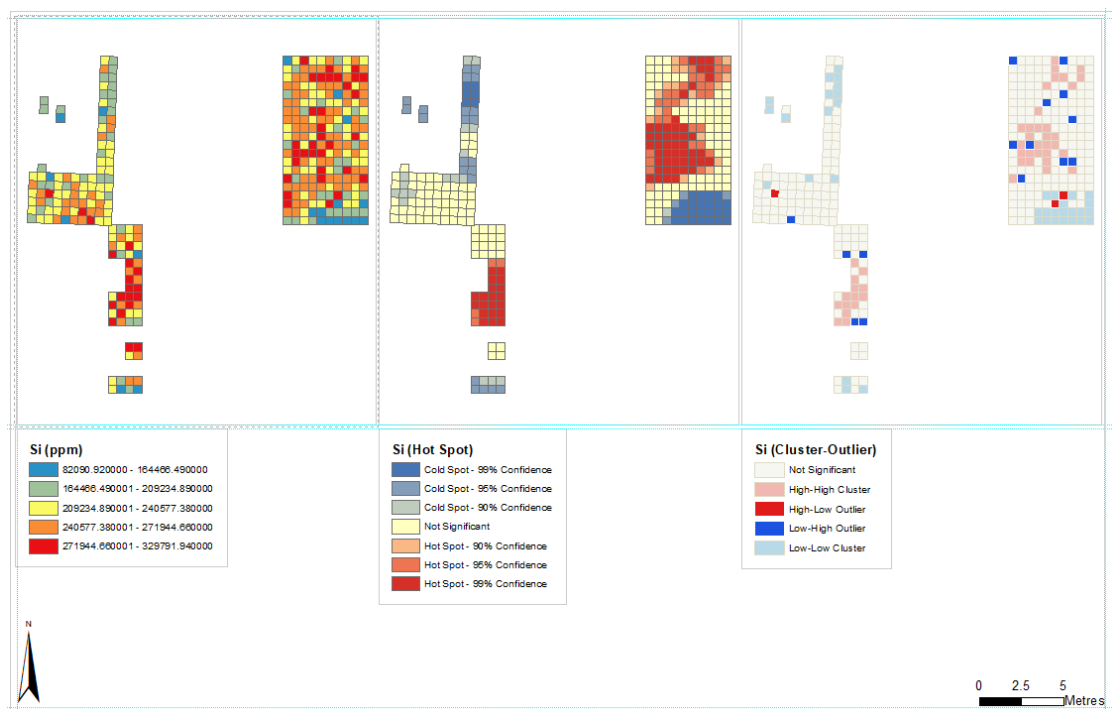 Si (ppm)
82090.920000 - 164466.490000
164466.490001 - 209234.890000
209234.890001 - 240577.380000
240577.380001 - 271944.660000
271944.660001 - 329791.940000
Si (Hot Spot)
Cold Spot - 99% Confidence
Cold Spot - 95% Confidence
Cold Spot - 90% Confidence
Not Significant
Hot Spot - 90% Confidence
Hot Spot - 95% Confidence
Hot Spot - 99% Confidence
Si (Cluster-Outlier)
Not Significant
High-High Cluster
High-Low Outlier
Low-High Outlier
Low-Low Cluster
N
0 2.5 5
Metres